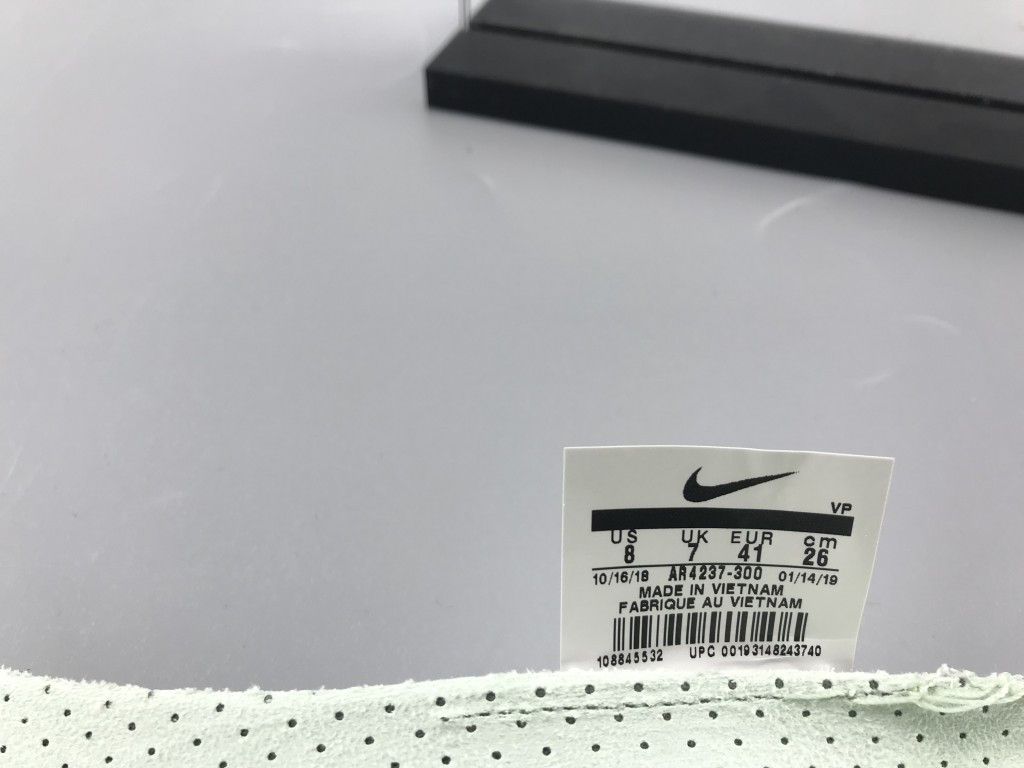 VP
US UK EUR cm
8 7 41 26
10/16/18 AR4237-300 01/14/19
MADE IN VIETNAM
FABRIQUE AU VIETNAM
108845532 UPC 00193148243740